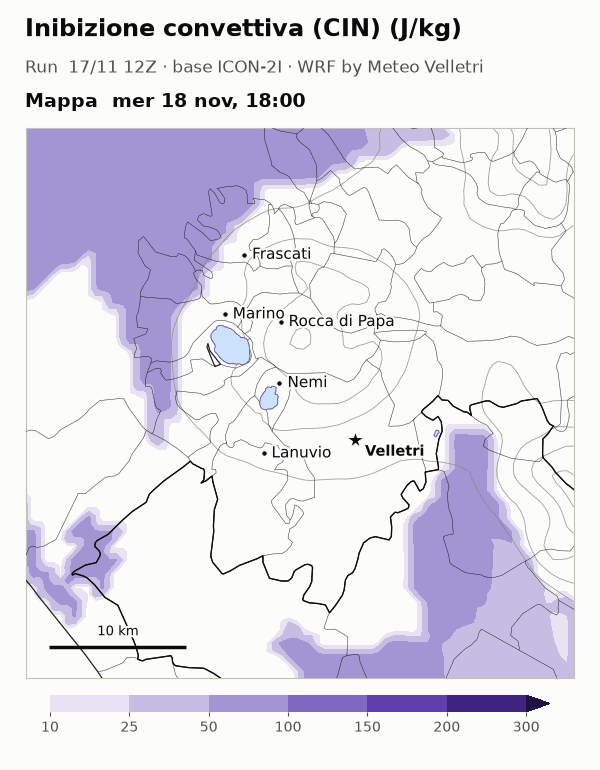 Inibizione convettiva (CIN) (J/kg)
Run  17/11 12Z · base ICON-2I · WRF by Meteo Velletri
Mappa  mer 18 nov, 18:00
Frascati
Marino
Rocca di Papa
Nemi
Velletri
Lanuvio
10 km
10 25 50 100 150 200 300